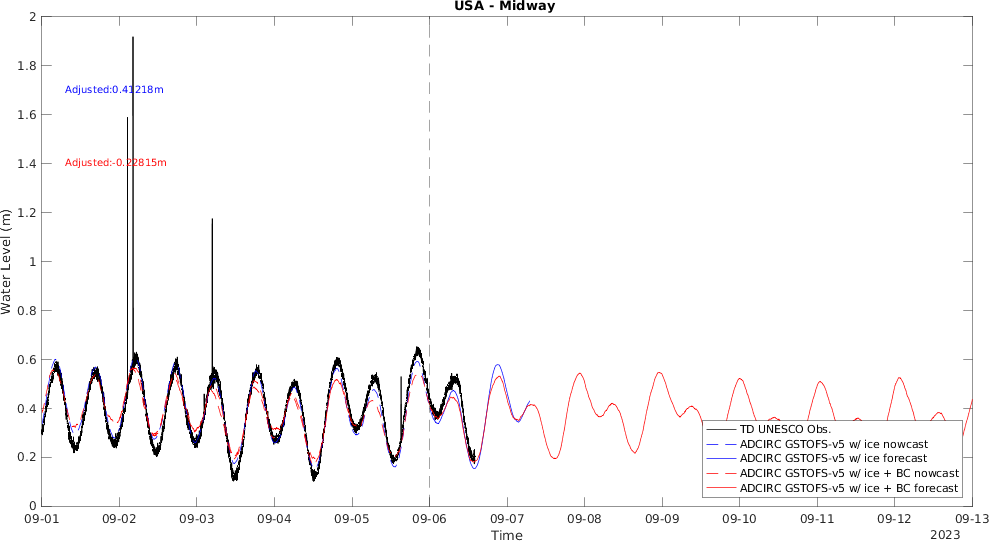 USA - Midway
2
1.8
1.6
1.4
1.2
1
0.8
0.6
0.4
0.2
0
Water Level (m)
Adjusted:0.41218m
Adjusted:-0.22815m
TD UNESCO Obs.
ADCIRC GSTOFS-v5 w/ ice nowcast
ADCIRC GSTOFS-v5 w/ ice forecast
ADCIRC GSTOFS-v5 w/ ice + BC nowcast
ADCIRC GSTOFS-v5 w/ ice + BC forecast
09-01 09-02 09-03 09-04 09-05 09-06 09-07 09-08 09-09 09-10 09-11 09-12 09-13
Time
2023